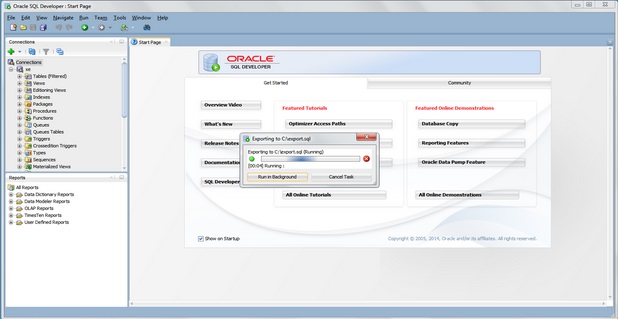 Oracle SQL Developer : Start Page
File Edit View Navigate Run Team Tools Window Help
Connections
Start Page
Connections
xe
Tables (Filtered)
Views
Editioning Views
Indexes
Packages
Procedures
Functions
Queues
Queues Tables
Triggers
Crossedition Triggers
Types
Sequences
Materialized Views
Reports
All Reports
Data Dictionary Reports
Data Modeler Reports
OLAP Reports
TimesTen Reports
User Defined Reports
ORACLE
SQL DEVELOPER
Get Started
Community
Overview Video
What's New
Release Notes
Documentatio
SQL Developer
Featured Tutorials
Optimizer Access Paths
All Online Tutorials
Featured Online Demonstrations
Database Copy
Reporting Features
Oracle Data Pump Feature
All Online Demonstrations
Exporting to C:\export.sql
Exporting to C:\export.sql (Running)
[00:04] Running :
Run in Background
Cancel Task
Show on Startup
Copyright © 2005, 2014, Oracle and/or its affiliates. All rights reserved.